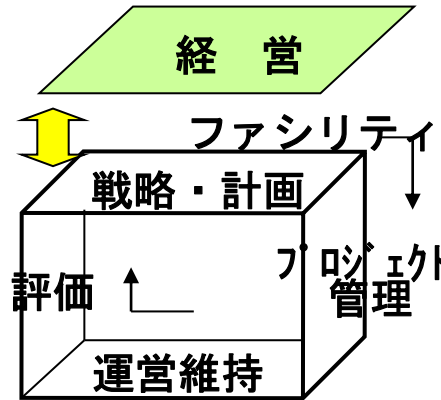 経　営
ファシリティ
戦略・計画
プロジェクト
管理
評価
運営維持